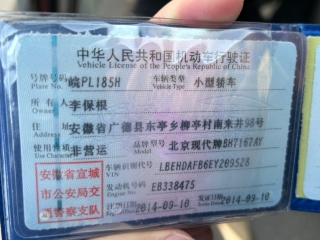 中华人民共和国机动车行驶证
Vehicle License of the People's Republic of China
号牌号码 皖PL185H 车辆类型 小型轿车
Plate No. Vehicle Type
所有人 李保根
Owner
住址 安徽省广德县东亭乡柳亭村南来井98号
Address
使用性质 非营运 品牌型号 北京现代牌BH7167AY
Use Character Model
车辆识别代号 LBEHDAFB6EY209528
VIN
安徽省宣城
市公安局交
通警察支队
发动机号码 EB338475
Engine No.
注册日期 2014-09-10 发证日期 2014-09-10